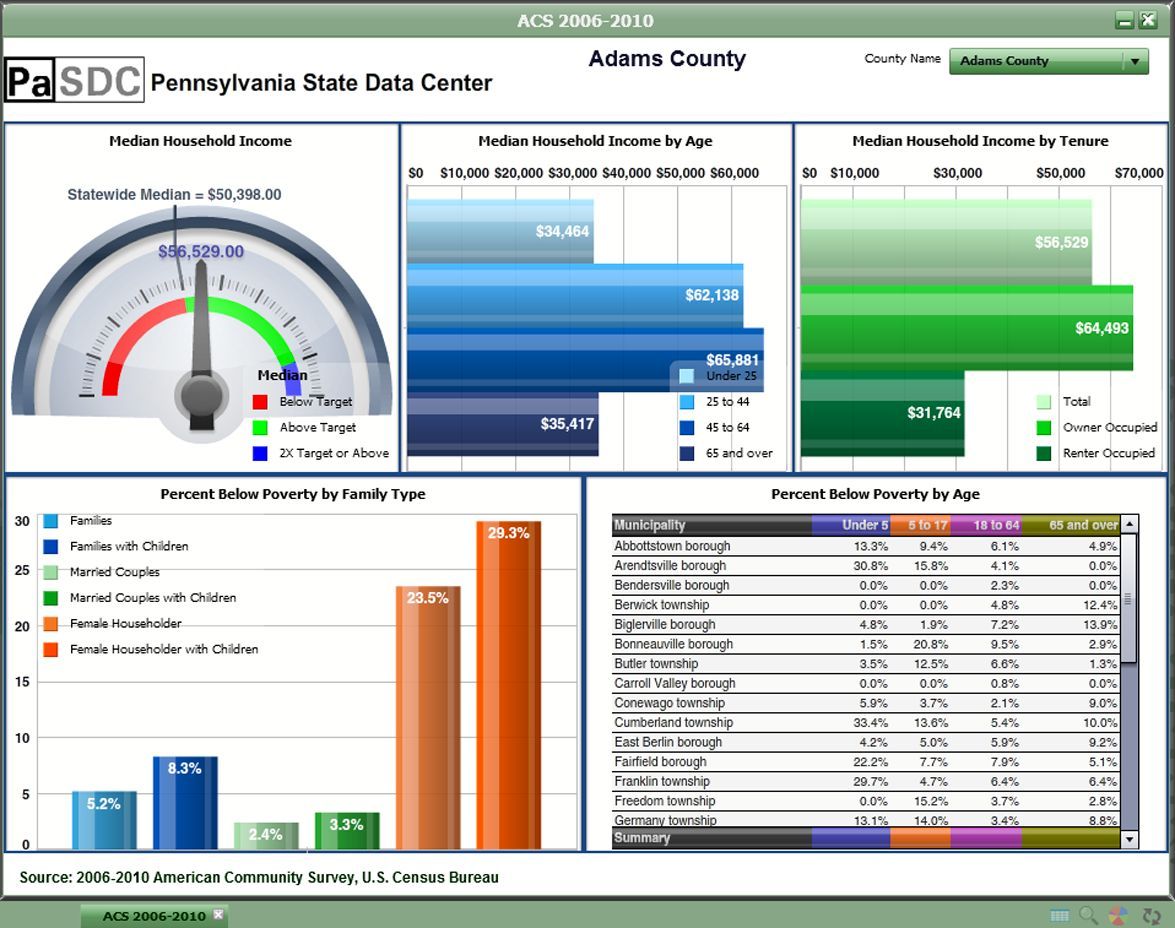 ACS 2006-2010
PaSDC Pennsylvania State Data Center
Adams County
County Name Adams County
Median Household Income
Statewide Median = $50,398.00
$56,529.00
Median
Below Target
Above Target
2X Target or Above
Median Household Income by Age
$0 $10,000 $20,000 $30,000 $40,000 $50,000 $60,000
$34,464
$62,138
$65,881
$35,417
Under 25
25 to 44
45 to 64
65 and over
Median Household Income by Tenure
$0 $10,000 $30,000 $50,000 $70,000
$56,529
$64,493
$31,764
Total
Owner Occupied
Renter Occupied
Percent Below Poverty by Family Type
30
25
20
15
10
5
0
Families
Families with Children
Married Couples
Married Couples with Children
Female Householder
Female Householder with Children
5.2%
8.3%
2.4%
3.3%
23.5%
29.3%
Percent Below Poverty by Age
Municipality Under 5 5 to 17 18 to 64 65 and over
Abbottstown borough 13.3% 9.4% 6.1% 4.9%
Arendtsville borough 30.8% 15.8% 4.1% 0.0%
Bendersville borough 0.0% 0.0% 2.3% 0.0%
Berwick township 0.0% 0.0% 4.8% 12.4%
Biglerville borough 4.8% 1.9% 7.2% 13.9%
Bonneauville borough 1.5% 20.8% 9.5% 2.9%
Butler township 3.5% 12.5% 6.6% 1.3%
Carroll Valley borough 0.0% 0.0% 0.8% 0.0%
Conewago township 5.9% 3.7% 2.1% 9.0%
Cumberland township 33.4% 13.6% 5.4% 10.0%
East Berlin borough 4.2% 5.0% 5.9% 9.2%
Fairfield borough 22.2% 7.7% 7.9% 5.1%
Franklin township 29.7% 4.7% 6.4% 6.4%
Freedom township 0.0% 15.2% 3.7% 2.8%
Germany township 13.1% 14.0% 3.4% 8.8%
Summary
Source: 2006-2010 American Community Survey, U.S. Census Bureau
ACS 2006-2010